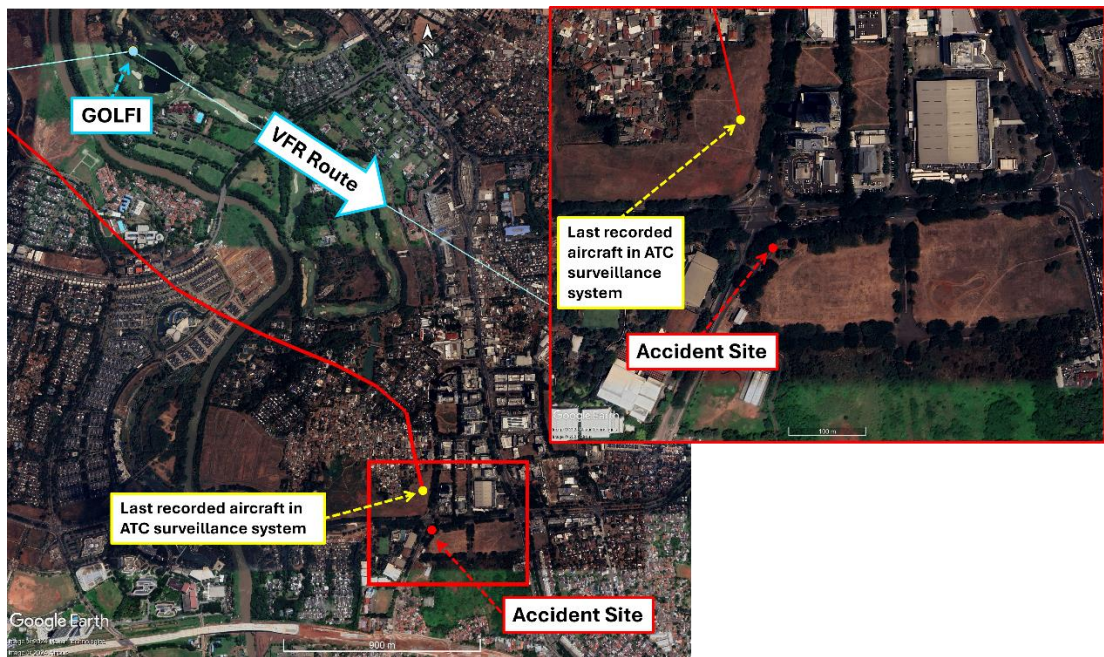 GOLFI
N
VFR Route
Last recorded
aircraft in ATC
surveillance
system
Accident Site
Google Earth
100 m
Last recorded aircraft in
ATC surveillance system
Accident Site
Google Earth
900 m